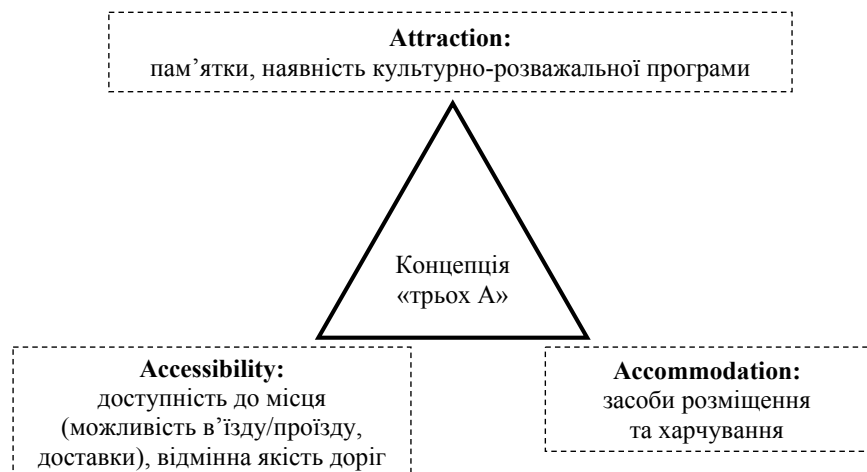 Attraction:
пам’ятки, наявність культурно-розважальної програми
Концепція
«трьох А»
Accessibility:
доступність до місця
(можливість в’їзду/проїзду,
доставки), відмінна якість доріг
Accommodation:
засоби розміщення
та харчування